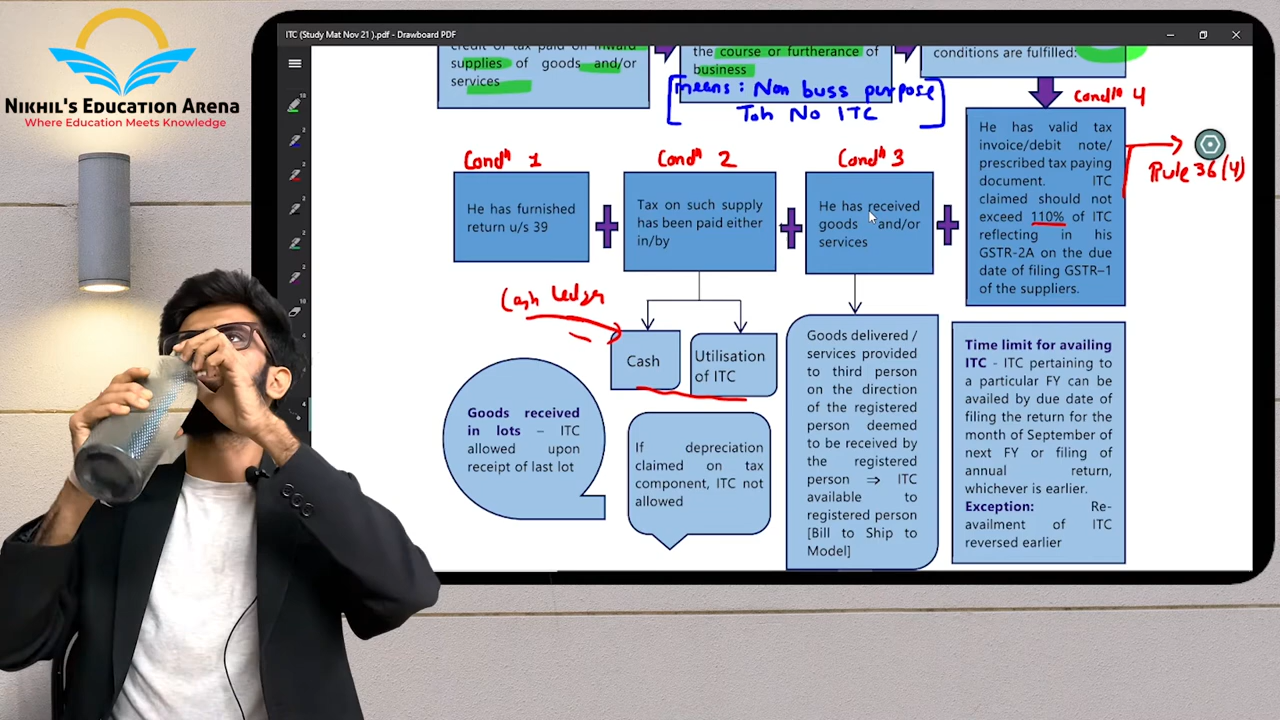 NIKHIL'S EDUCATION ARENA
Where Education Meets Knowledge
ITC (Study Mat Nov 21 ).pdf - Drawboard PDF
credit of tax paid on inward
supplies of goods and/or
services
the course or furtherance of
business
conditions are fulfilled:
[means : Non buss purpose
Toh No ITC]
Condn 1
He has furnished
return u/s 39
Condn 2
Tax on such supply
has been paid either
in/by
Condn 3
He has received
goods and/or
services
Condn 4
He has valid tax
invoice/debit note/
prescribed tax paying
document. ITC
claimed should not
exceed 110% of ITC
reflecting in his
GSTR-2A on the due
date of filing GSTR–1
of the suppliers.
Rule 36(4)
Cash ledger
Cash
Utilisation
of ITC
Goods received
in lots – ITC
allowed upon
receipt of last lot
If depreciation
claimed on tax
component, ITC not
allowed
Goods delivered /
services provided
to third person
on the direction
of the registered
person deemed
to be received by
the registered
person ⇒ ITC
available to
registered person
[Bill to Ship to
Model]
Time limit for availing
ITC - ITC pertaining to
a particular FY can be
availed by due date of
filing the return for the
month of September of
next FY or filing of
annual return,
whichever is earlier.
Exception: Re-
availment of ITC
reversed earlier